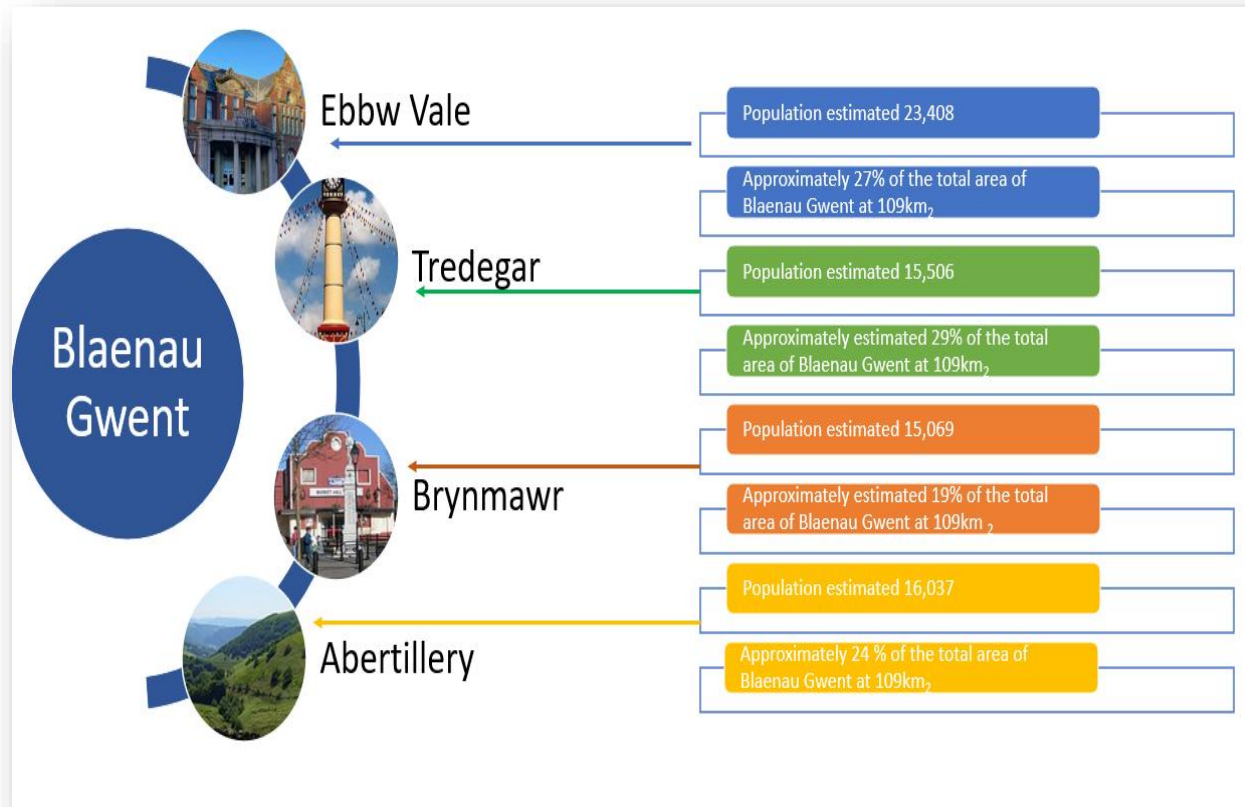 Ebbw Vale
Population estimated 23,408
Approximately 27% of the total area of
Blaenau Gwent at 109km₂
Tredegar
Population estimated 15,506
Approximately estimated 29% of the total
area of Blaenau Gwent at 109km₂
Blaenau
Gwent
Brynmawr
Population estimated 15,069
Approximately estimated 19% of the total
area of Blaenau Gwent at 109km ₂
Abertillery
Population estimated 16,037
Approximately 24 % of the total area of
Blaenau Gwent at 109km₂